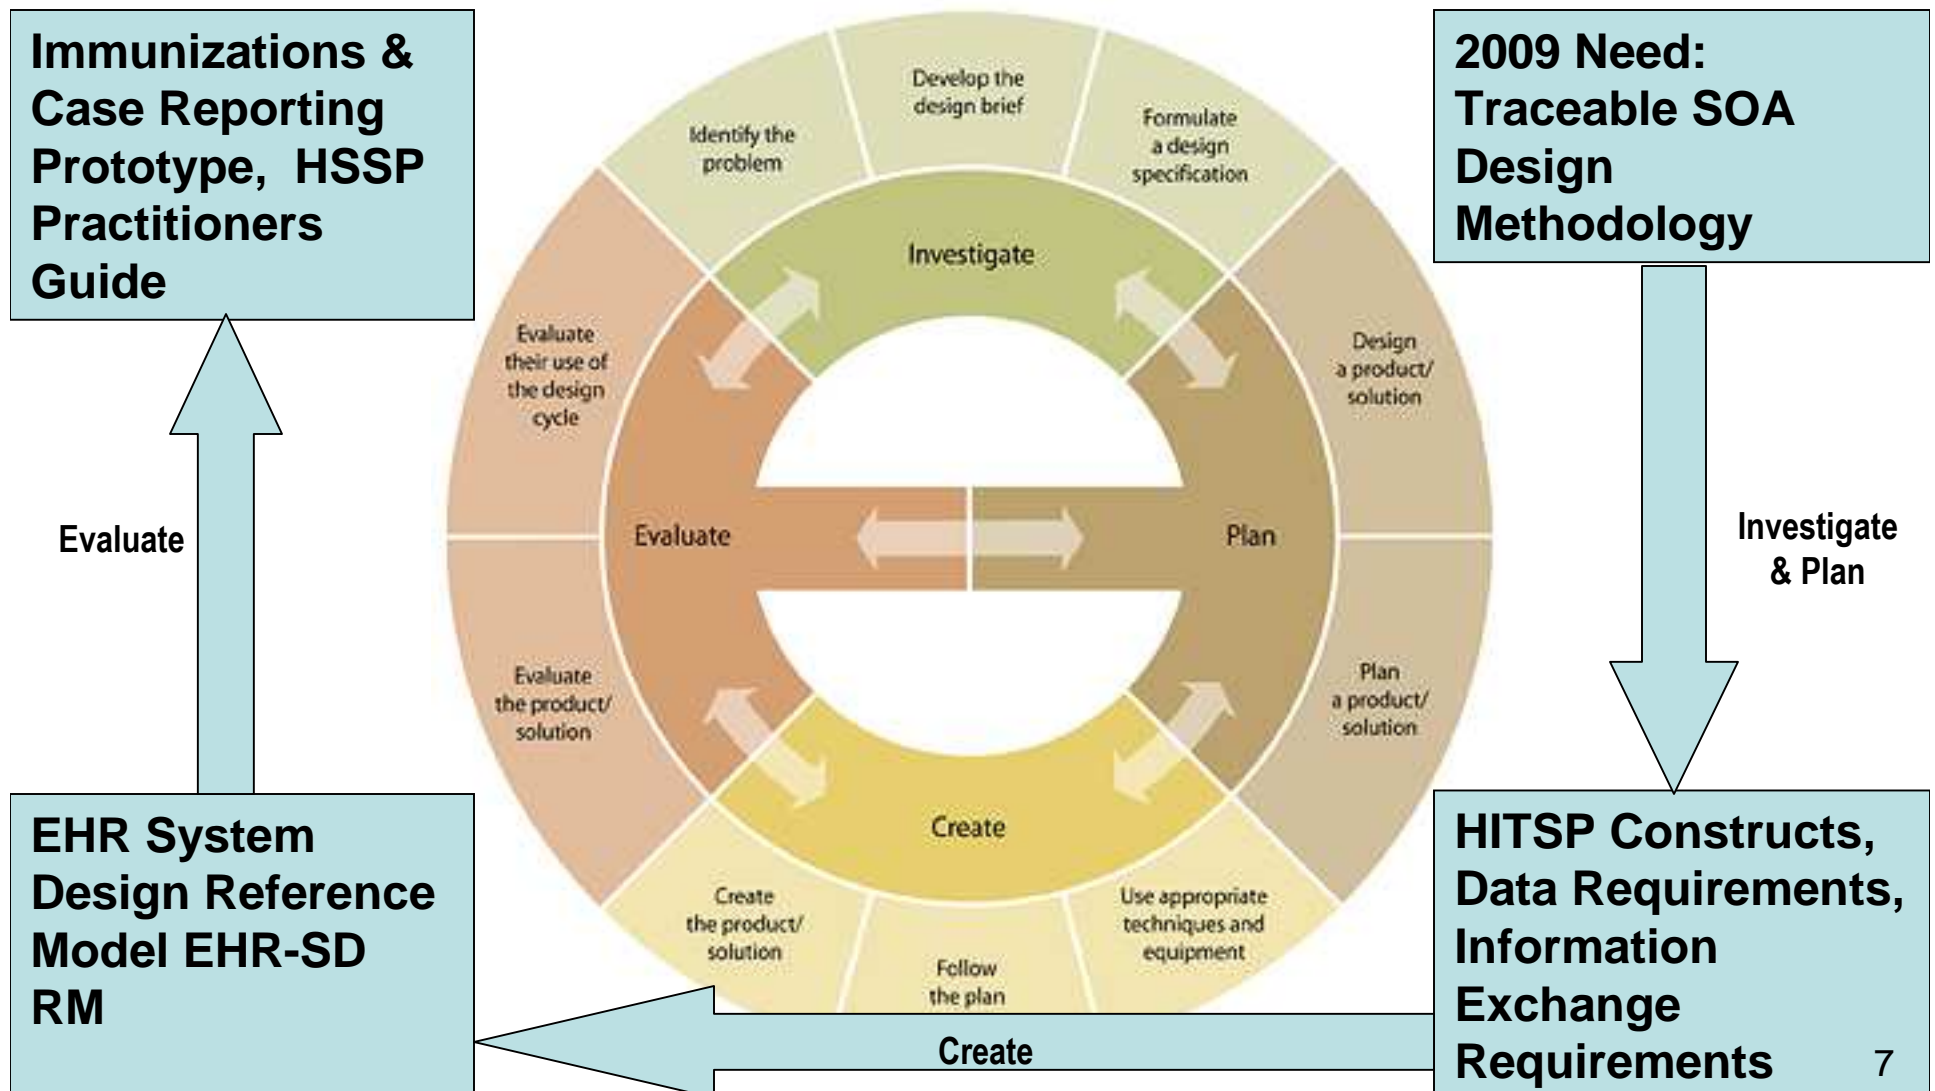 Immunizations &
Case Reporting
Prototype, HSSP
Practitioners
Guide
2009 Need:
Traceable SOA
Design
Methodology
Develop the
design brief
Identify the
problem
Formulate
a design
specification
Investigate
Evaluate
their use of
the design
cycle
Design
a product/
solution
Evaluate
Evaluate
Plan
Investigate
& Plan
Evaluate
the product/
solution
Plan
a product/
solution
Create
Create
the product/
solution
Follow
the plan
Use appropriate
techniques and
equipment
EHR System
Design Reference
Model EHR-SD
RM
Create
HITSP Constructs,
Data Requirements,
Information
Exchange
Requirements
7